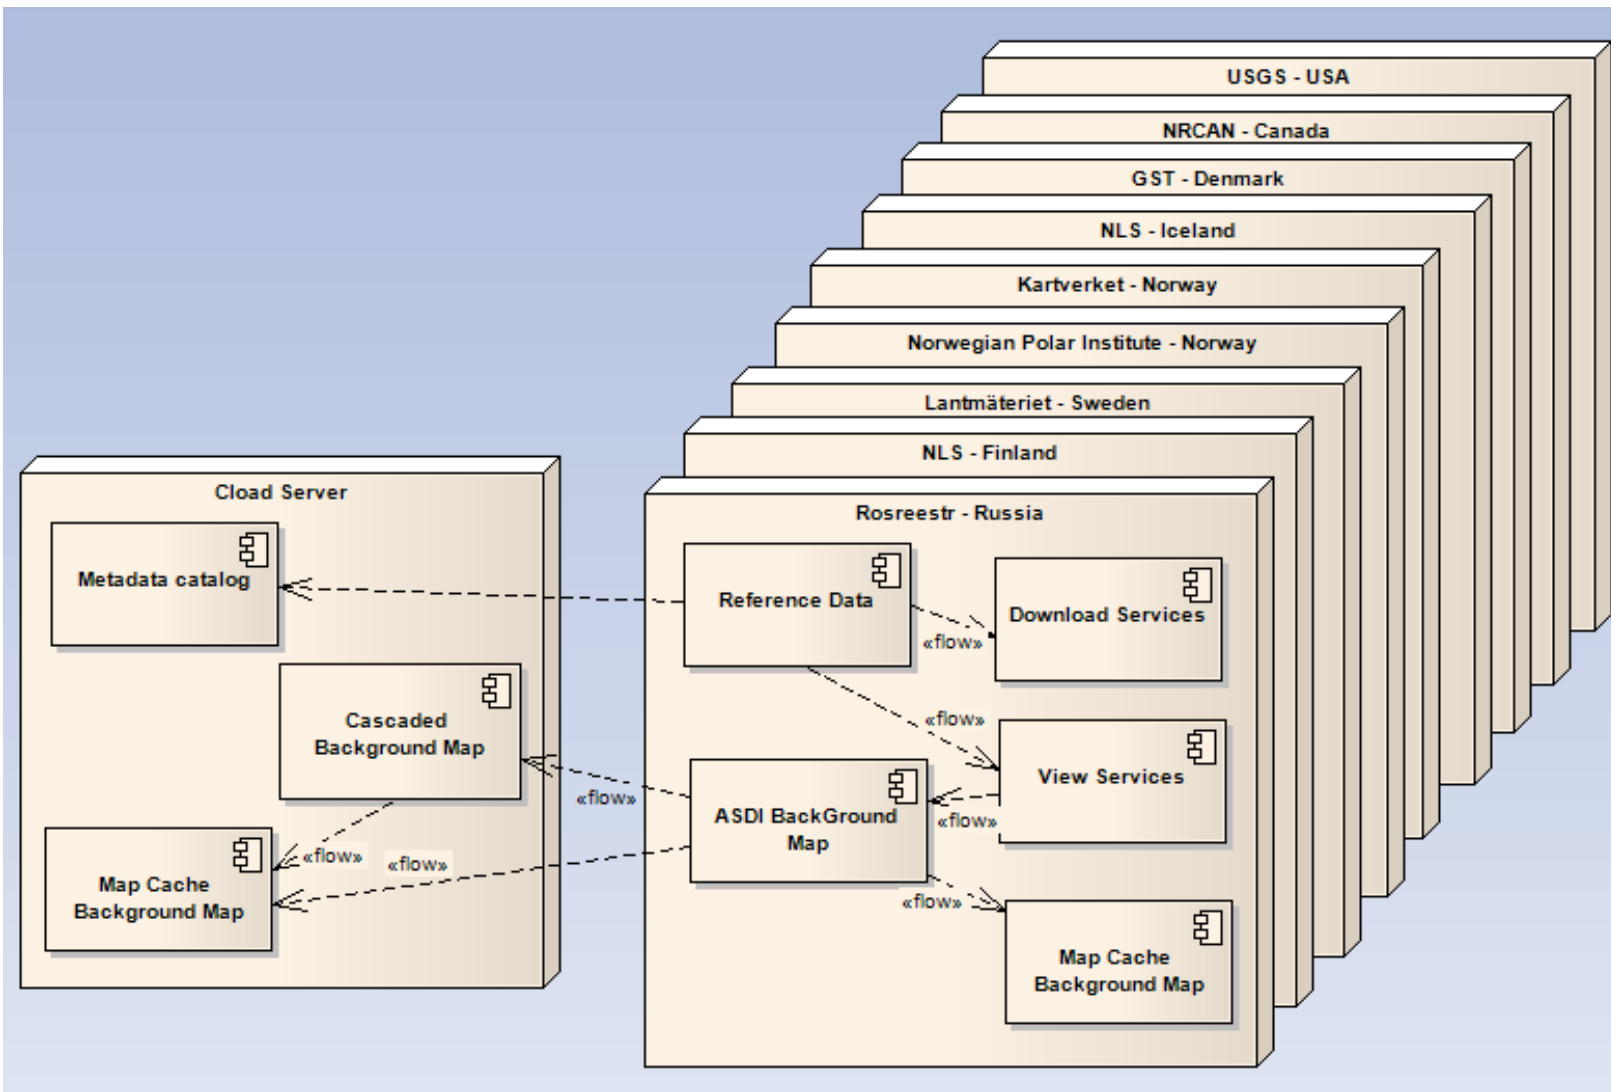 USGS - USA
NRCAN - Canada
GST - Denmark
NLS - Iceland
Kartverket - Norway
Norwegian Polar Institute - Norway
Lantmäteriet - Sweden
NLS - Finland
Cload Server
Metadata catalog
Cascaded
Background Map
«flow»
Map Cache
Background Map
«flow»
«flow»
Rosreestr - Russia
Reference Data
«flow»
Download Services
«flow»
View Services
«flow»
ASDI BackGround
Map
«flow»
Map Cache
Background Map